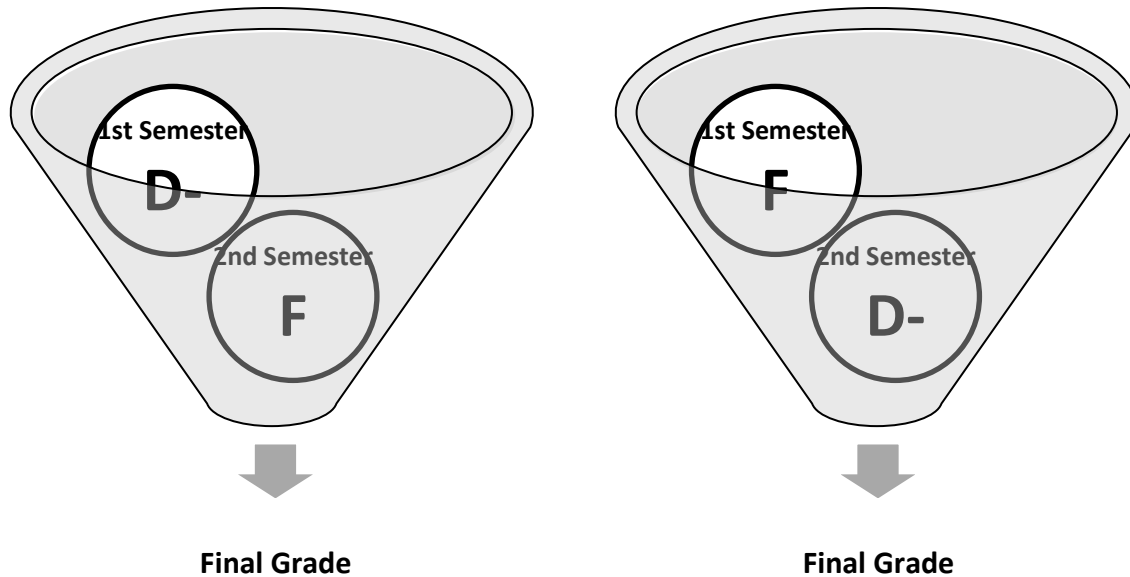 1st Semester
D-
2nd Semester
F
Final Grade
1st Semester
F
2nd Semester
D-
Final Grade